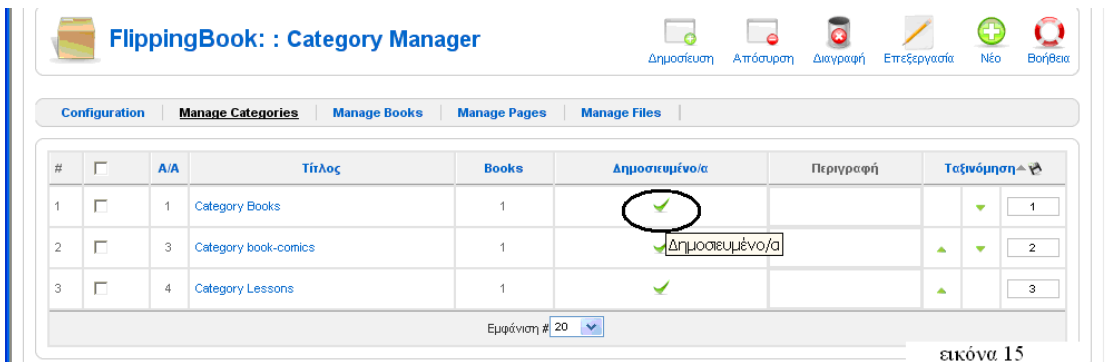 FlippingBook: : Category Manager
Δημοσίευση Απόσυρση Διαγραφή Επεξεργασία Νέο Βοήθεια
Configuration Manage Categories Manage Books Manage Pages Manage Files
# Α/Α Τίτλος Books Δημοσιευμένο/α Περιγραφή Ταξινόμηση
1 1 Category Books 1 1
2 3 Category book-comics 1 2
Δημοσιευμένο/α
3 4 Category Lessons 1 3
Εμφάνιση # 20
εικόνα 15